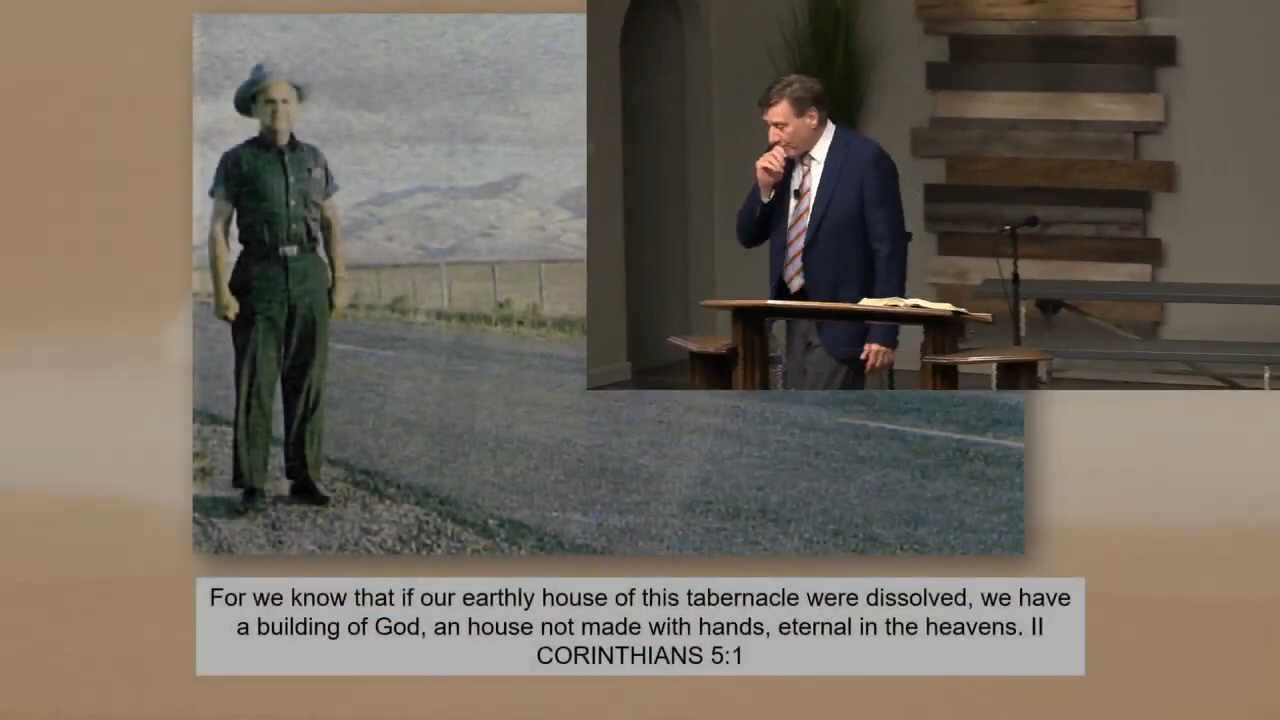 For we know that if our earthly house of this tabernacle were dissolved, we have
a building of God, an house not made with hands, eternal in the heavens. II
CORINTHIANS 5:1